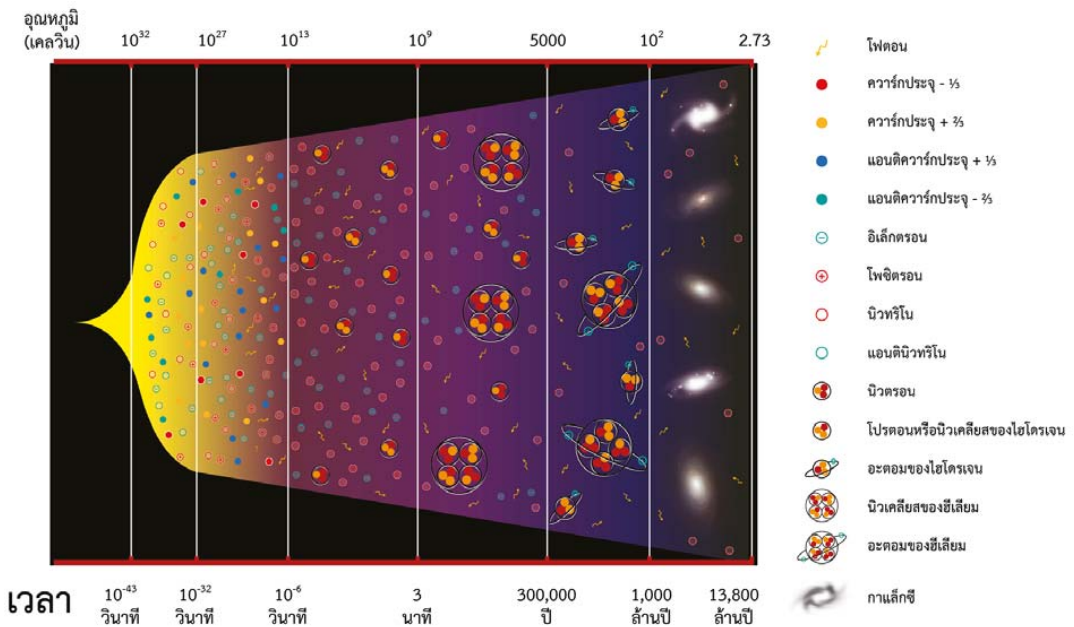 อุณหภูมิ
(เคลวิน) 10³² 10²⁷ 10¹³ 10⁹ 5000 10² 2.73
โฟตอน
ควาร์กประจุ - ⅓
ควาร์กประจุ + ⅔
แอนติควาร์กประจุ + ⅓
แอนติควาร์กประจุ - ⅔
อิเล็กตรอน
โพซิตรอน
นิวทริโน
แอนตินิวทริโน
นิวตรอน
โปรตอนหรือนิวเคลียสของไฮโดรเจน
อะตอมของไฮโดรเจน
นิวเคลียสของฮีเลียม
อะตอมของฮีเลียม
กาแล็กซี
เวลา 10⁻⁴³ 10⁻³² 10⁻⁶ 3 300,000 1,000 13,800
วินาที วินาที วินาที นาที ปี ล้านปี ล้านปี